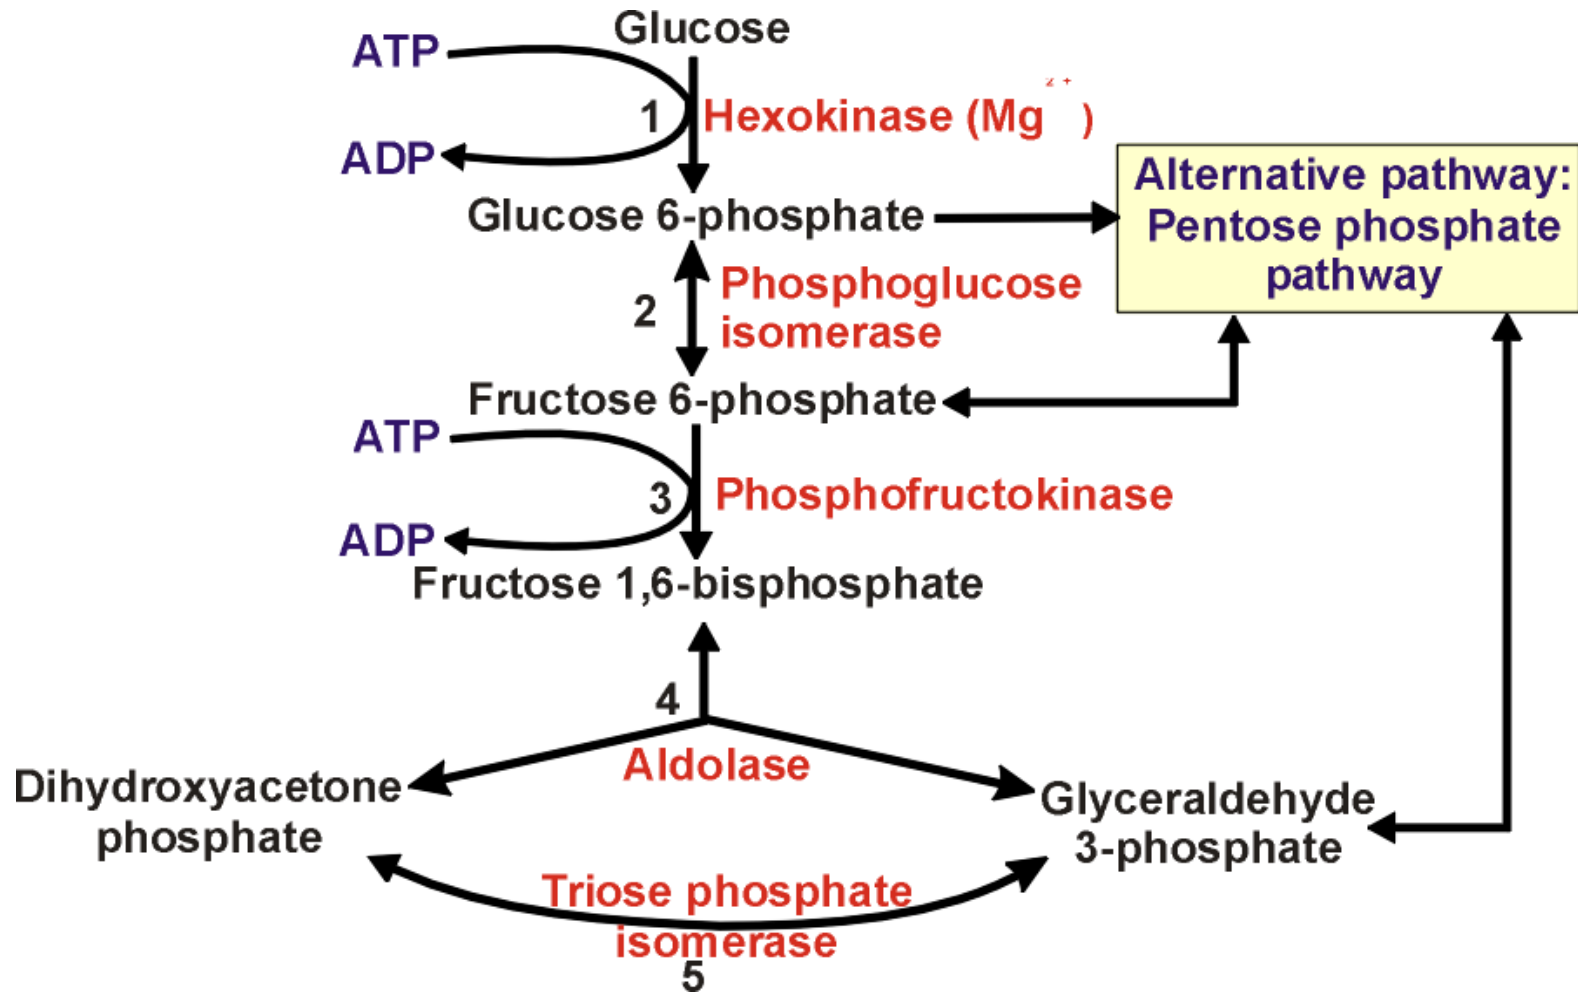 Glucose
ATP
1
Hexokinase (Mg2+)
ADP
Alternative pathway:
Pentose phosphate
pathway
Glucose 6-phosphate
2
Phosphoglucose
isomerase
Fructose 6-phosphate
ATP
3
Phosphofructokinase
ADP
Fructose 1,6-bisphosphate
4
Aldolase
Dihydroxyacetone
phosphate
Glyceraldehyde
3-phosphate
Triose phosphate
isomerase
5